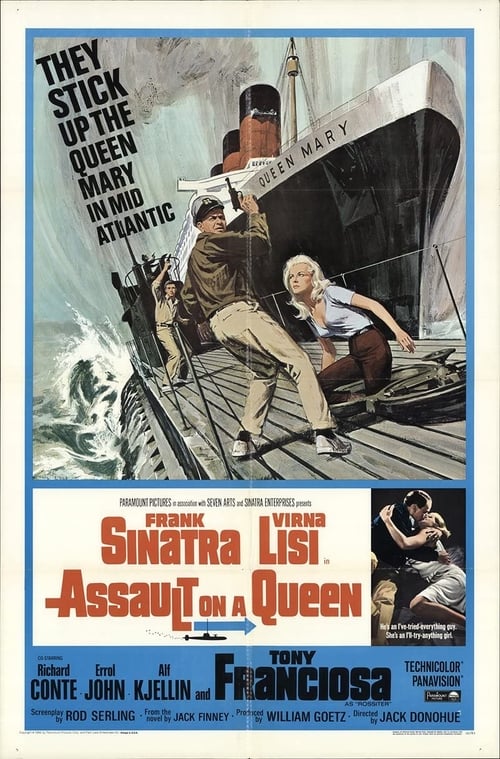 THEY
STICK
UP THE
QUEEN
MARY
IN MID
ATLANTIC
QUEEN MARY
PARAMOUNT PICTURES in association with SEVEN ARTS and SINATRA ENTERPRISES presents
FRANK SINATRA
VIRNA LISI
in
ASSAULT ON A QUEEN
He's an I've-tried-everything guy.
She's an I'll-try-anything girl.
CO-STARRING
Richard CONTE
Errol JOHN
Alf KJELLIN
and
TONY FRANCIOSA
AS "ROSSITER"
TECHNICOLOR®
PANAVISION®
Screenplay by ROD SERLING
From the novel by JACK FINNEY
Produced by WILLIAM GOETZ
Directed by JACK DONOHUE